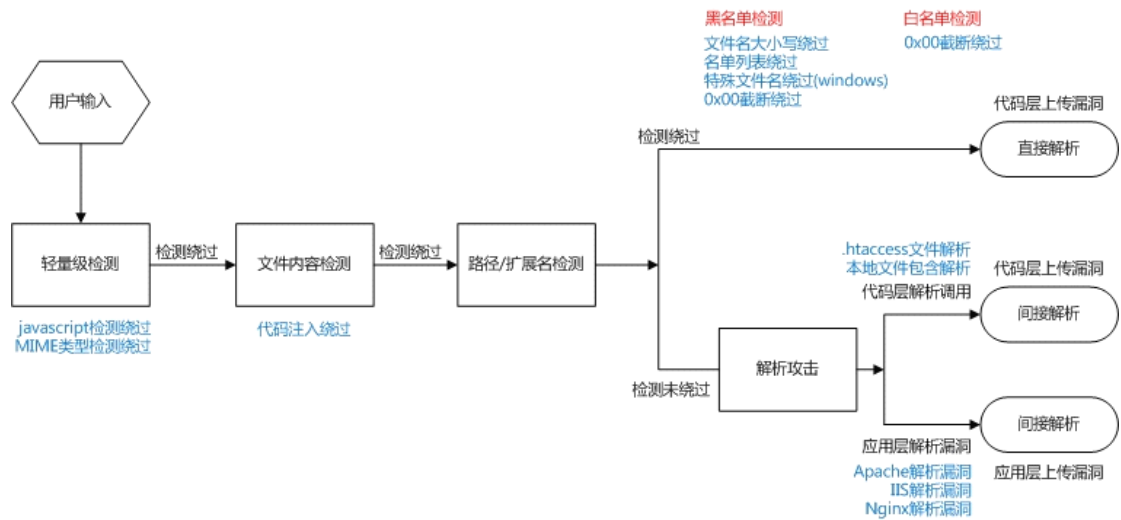 黑名单检测
文件名大小写绕过
名单列表绕过
特殊文件名绕过(windows)
0x00截断绕过
白名单检测
0x00截断绕过
用户输入
检测绕过
代码层上传漏洞
直接解析
轻量级检测
检测绕过
文件内容检测
检测绕过
路径/扩展名检测
javascript检测绕过
MIME类型检测绕过
代码注入绕过
.htaccess文件解析
本地文件包含解析
代码层解析调用
代码层上传漏洞
间接解析
检测未绕过
解析攻击
间接解析
应用层解析漏洞
Apache解析漏洞
IIS解析漏洞
Nginx解析漏洞
应用层上传漏洞